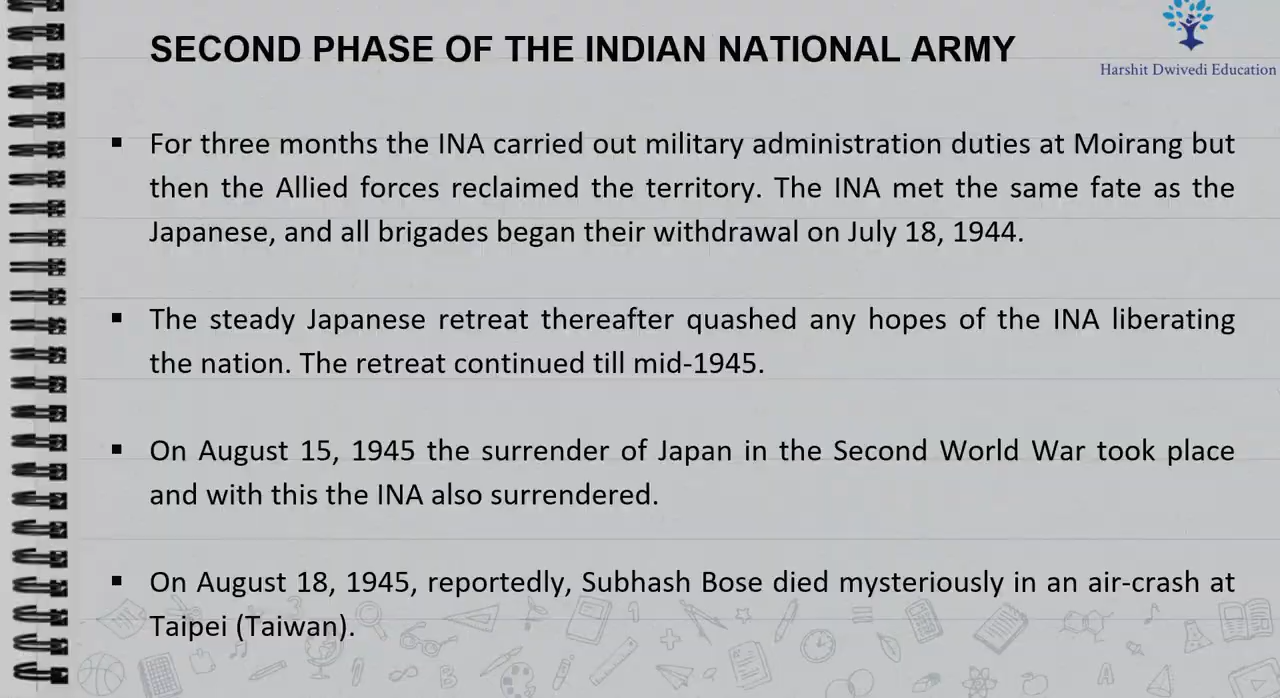 SECOND PHASE OF THE INDIAN NATIONAL ARMY
Harshit Dwivedi Education
▪ For three months the INA carried out military administration duties at Moirang but
then the Allied forces reclaimed the territory. The INA met the same fate as the
Japanese, and all brigades began their withdrawal on July 18, 1944.
▪ The steady Japanese retreat thereafter quashed any hopes of the INA liberating
the nation. The retreat continued till mid-1945.
▪ On August 15, 1945 the surrender of Japan in the Second World War took place
and with this the INA also surrendered.
▪ On August 18, 1945, reportedly, Subhash Bose died mysteriously in an air-crash at
Taipei (Taiwan).